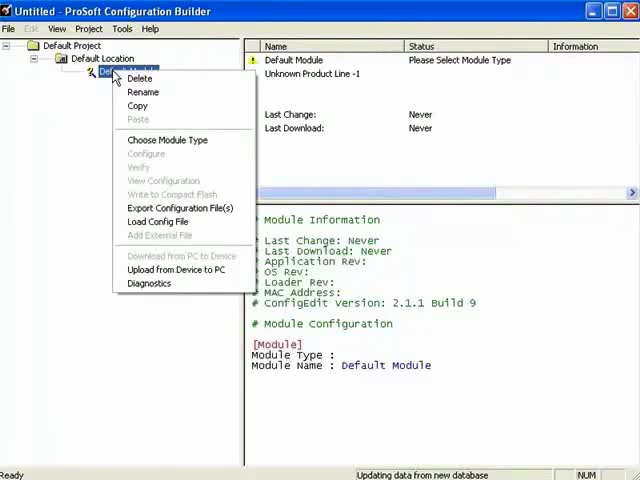 Untitled - ProSoft Configuration Builder
File Edit View Project Tools Help
Default Project
Default Location
Delete
Rename
Copy
Paste
Choose Module Type
Configure
Verify
View Configuration
Write to Compact Flash
Export Configuration File(s)
Load Config File
Add External File
Download from PC to Device
Upload from Device to PC
Diagnostics
Name Status Information
Default Module Please Select Module Type
Unknown Product Line -1
Last Change: Never
Last Download: Never
# Module Information
# Last Change: Never
# Last Download: Never
# Application Rev:
# OS Rev:
# Loader Rev:
# MAC Address:
# ConfigEdit Version: 2.1.1 Build 9
# Module Configuration
[Module]
Module Type :
Module Name : Default Module
Ready
Updating data from new database
NUM